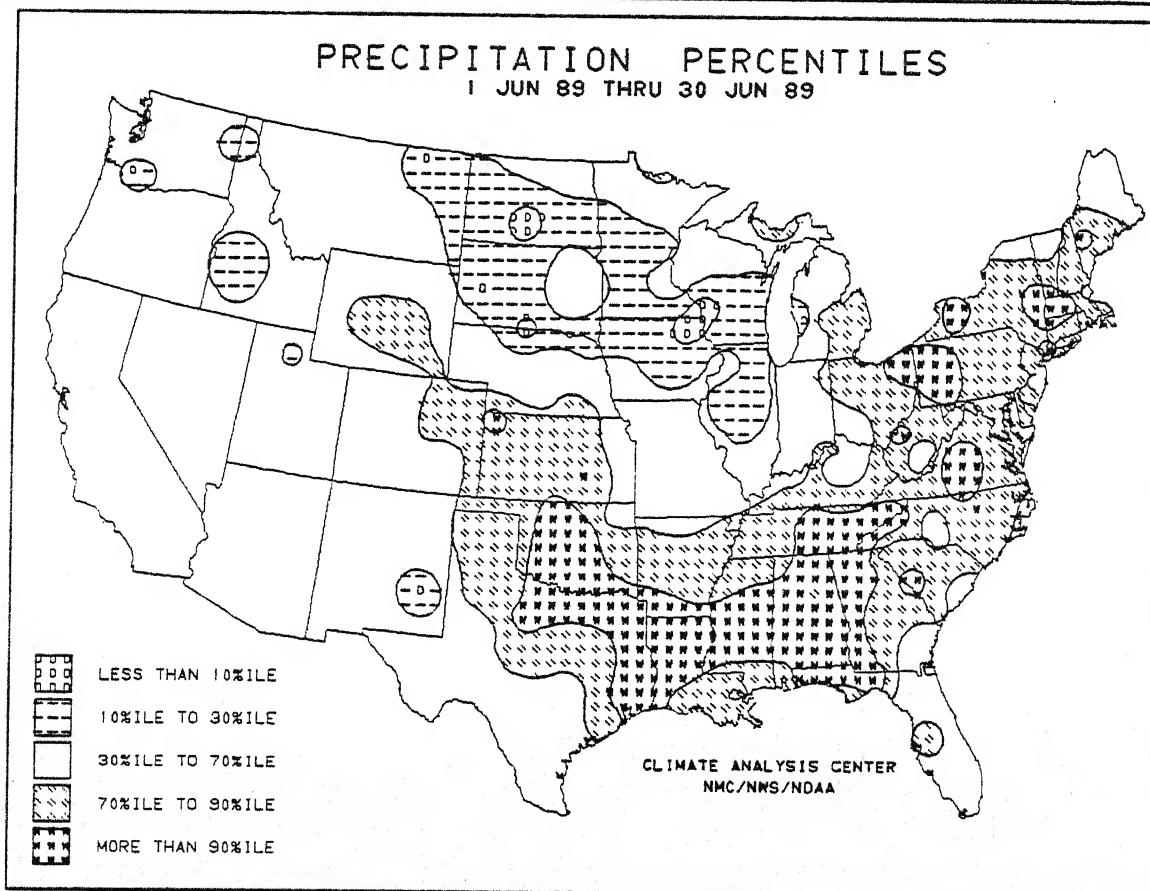 PRECIPITATION PERCENTILES
1 JUN 89 THRU 30 JUN 89
LESS THAN 10%ILE
10%ILE TO 30%ILE
30%ILE TO 70%ILE
70%ILE TO 90%ILE
MORE THAN 90%ILE
CLIMATE ANALYSIS CENTER
NMC/NWS/NOAA